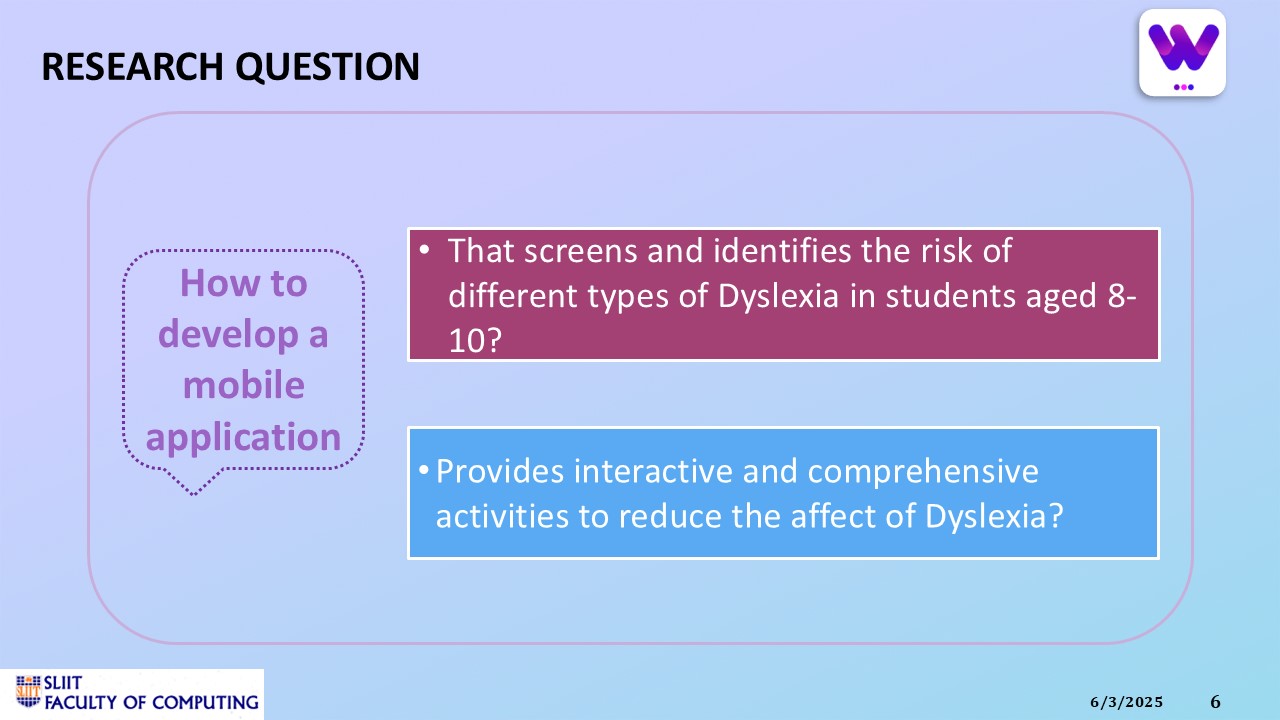 RESEARCH QUESTION
How to
develop a
mobile
application
• That screens and identifies the risk of
different types of Dyslexia in students aged 8-
10?
• Provides interactive and comprehensive
activities to reduce the affect of Dyslexia?
SLIIT
FACULTY OF COMPUTING
6/3/2025
6